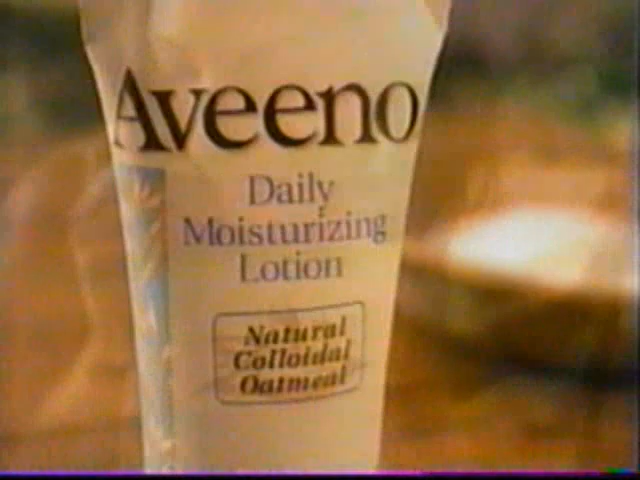 Aveeno
Daily
Moisturizing
Lotion
Natural
Colloidal
Oatmeal